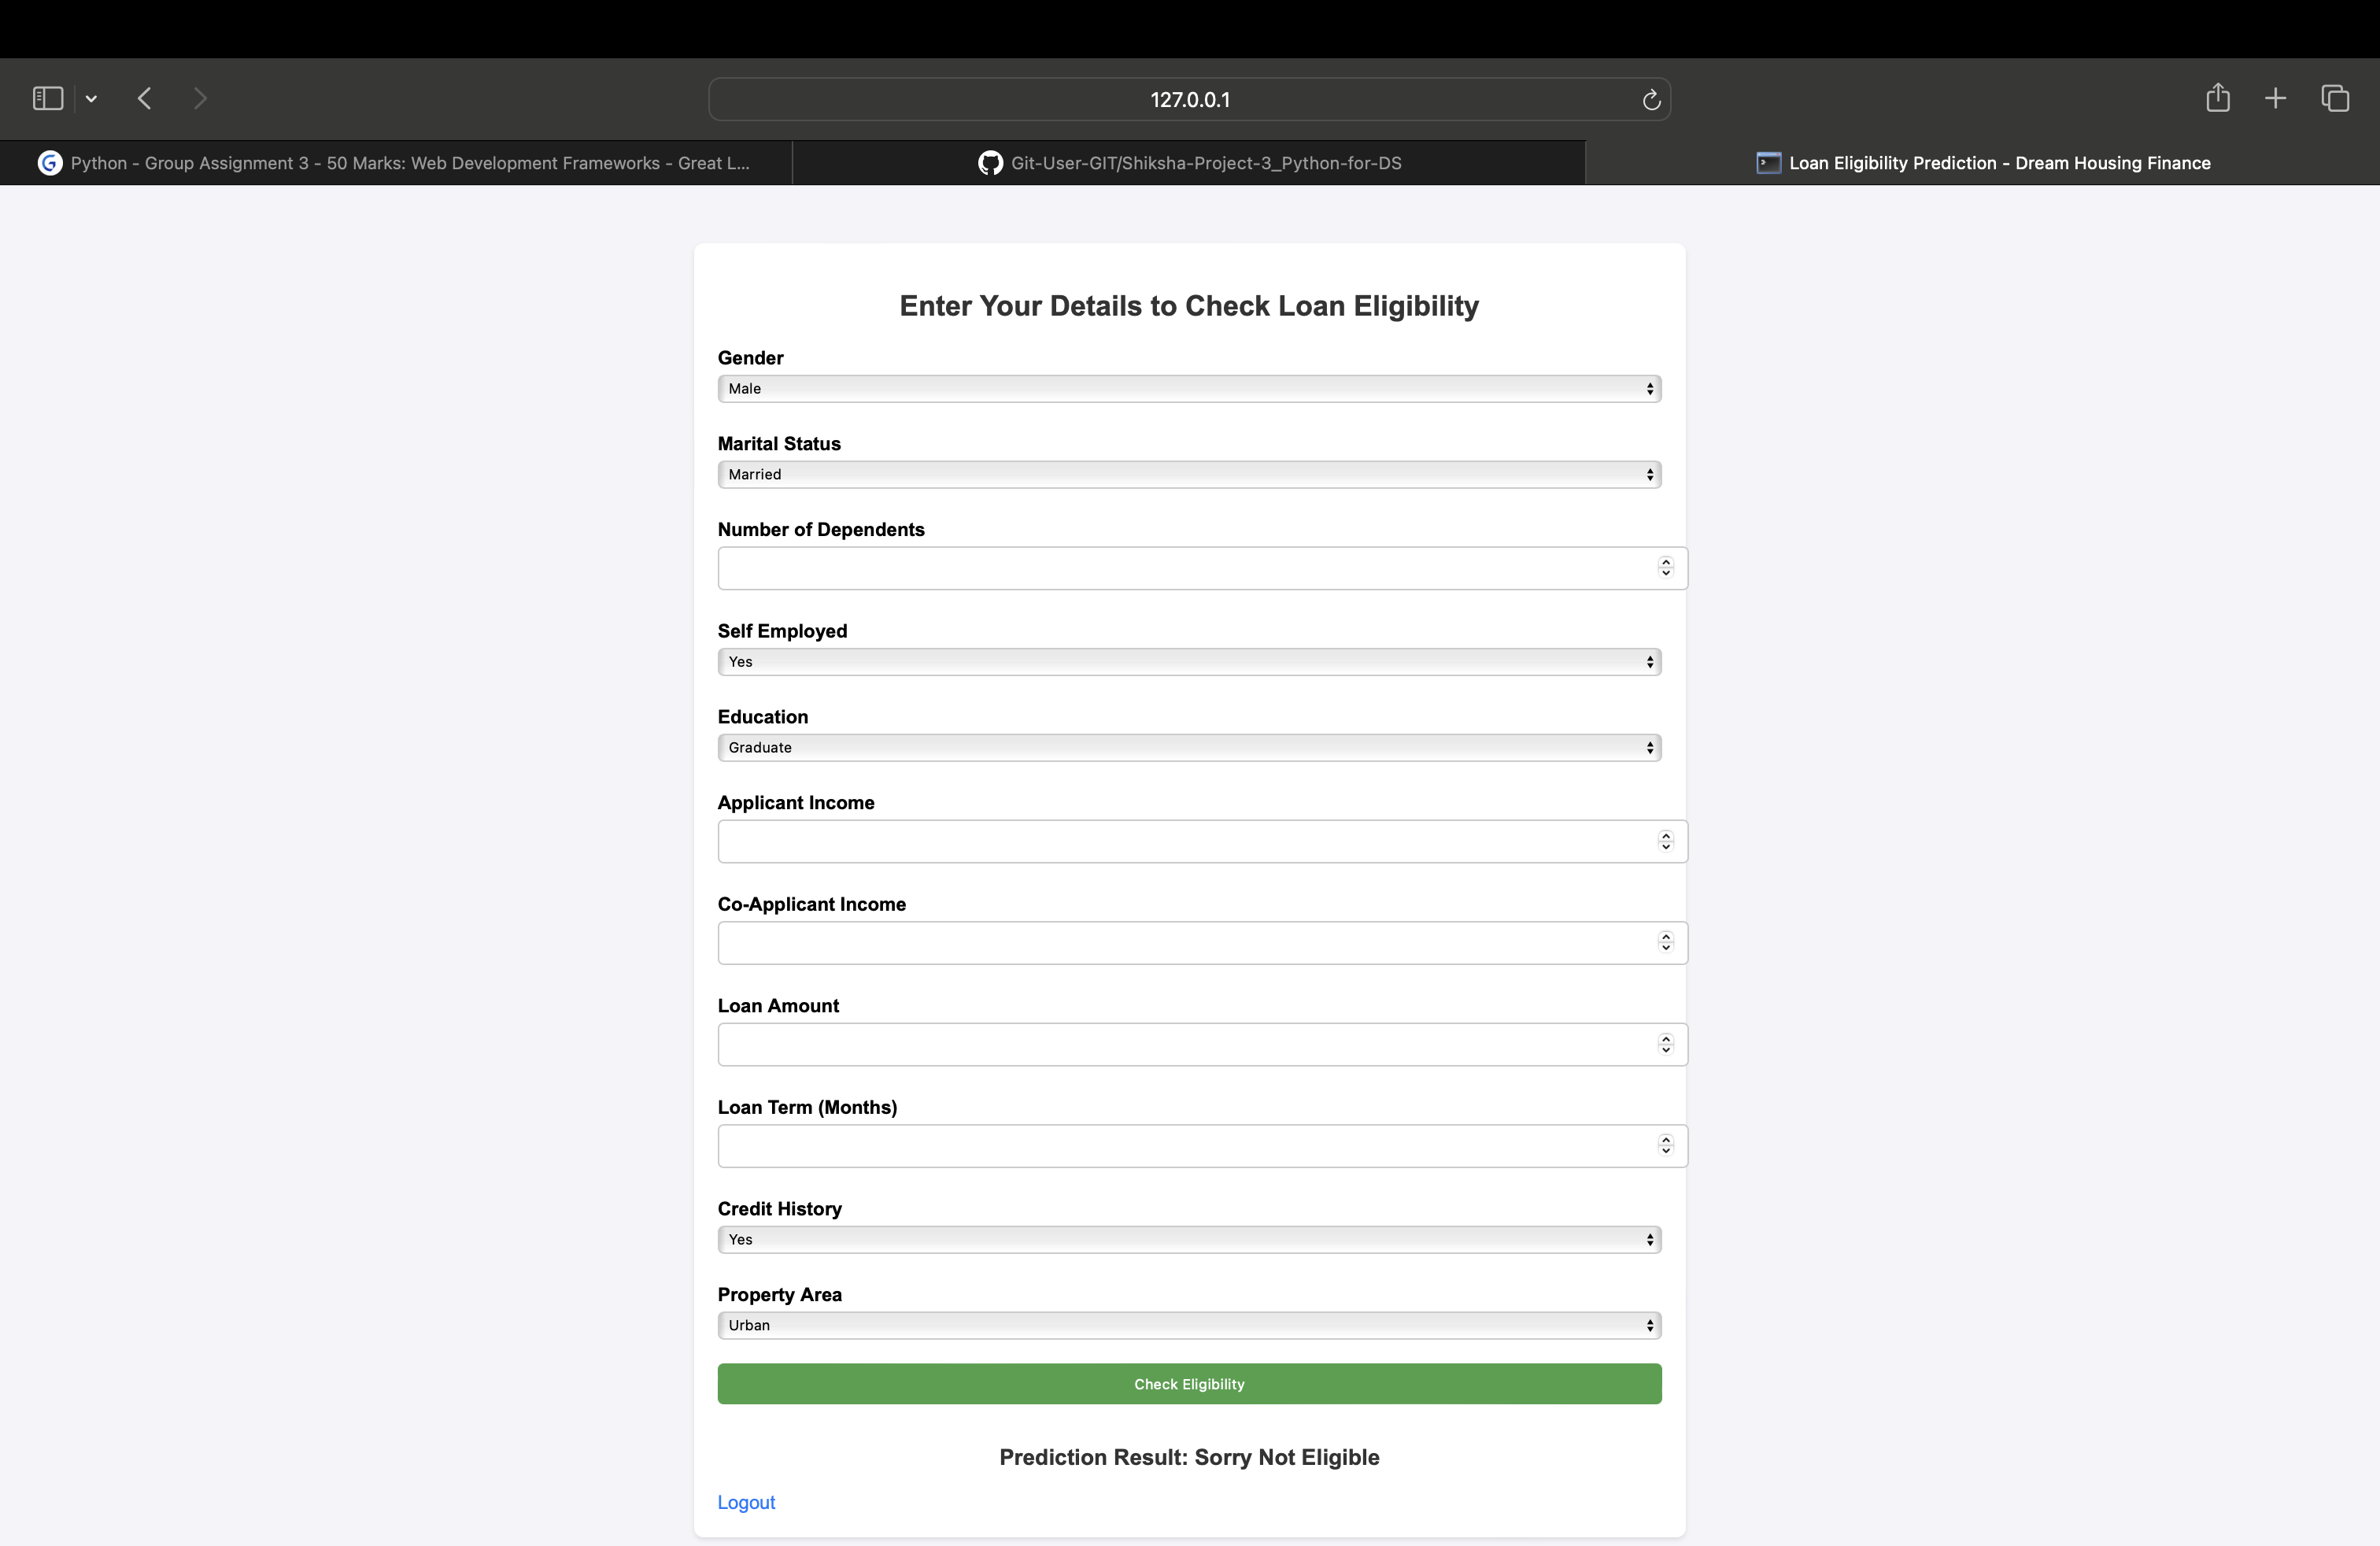 127.0.0.1
Python - Group Assignment 3 - 50 Marks: Web Development Frameworks - Great L...
Git-User-GIT/Shiksha-Project-3_Python-for-DS
Loan Eligibility Prediction - Dream Housing Finance
Enter Your Details to Check Loan Eligibility
Gender
Male
Marital Status
Married
Number of Dependents
Self Employed
Yes
Education
Graduate
Applicant Income
Co-Applicant Income
Loan Amount
Loan Term (Months)
Credit History
Yes
Property Area
Urban
Check Eligibility
Prediction Result: Sorry Not Eligible
Logout